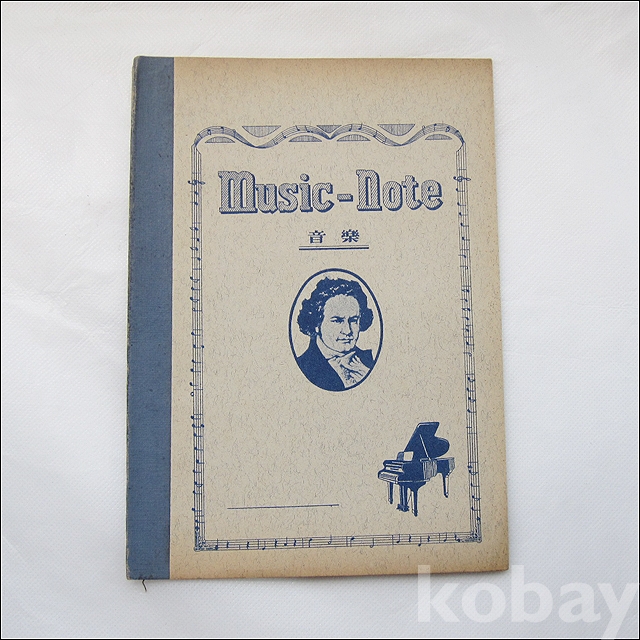 Music-Note
音樂
kobay